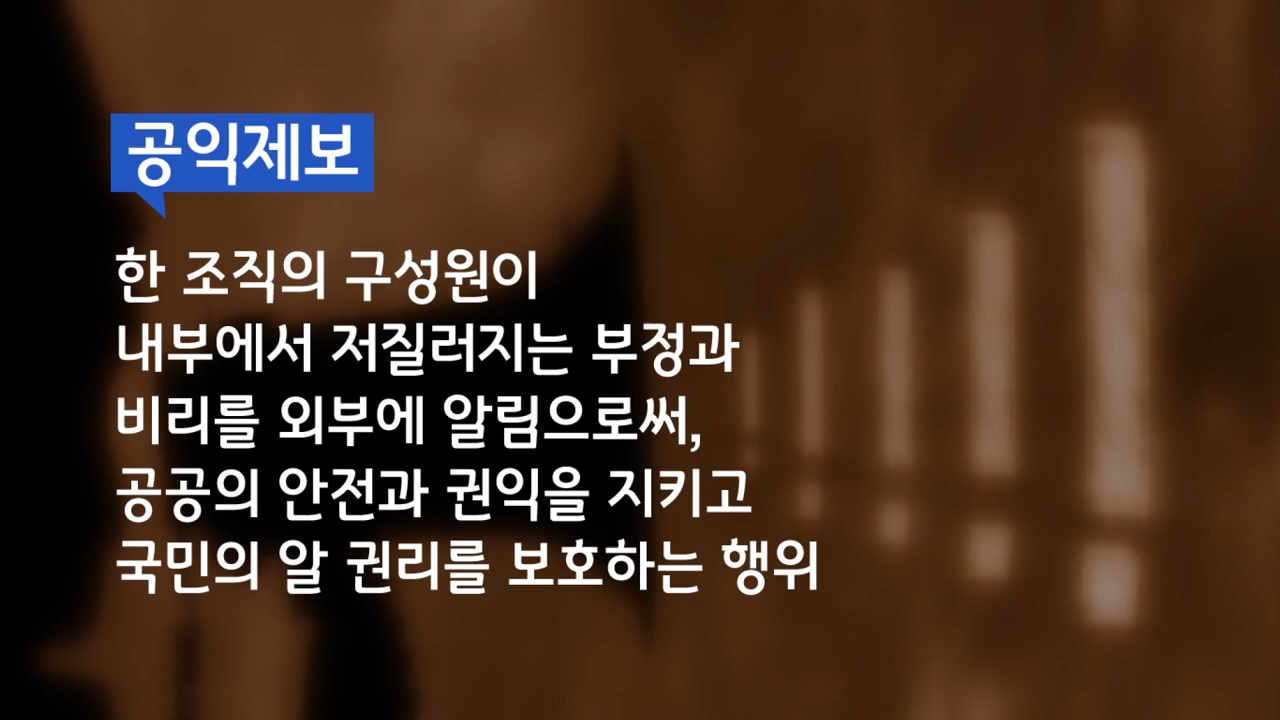 공익제보
한 조직의 구성원이
내부에서 저질러지는 부정과
비리를 외부에 알림으로써,
공공의 안전과 권익을 지키고
국민의 알 권리를 보호하는 행위